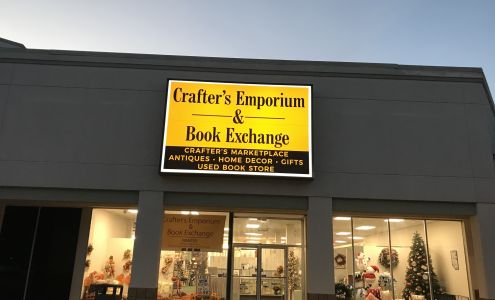 Crafter's Emporium
&
Book Exchange
CRAFTER'S MARKETPLACE
ANTIQUES • HOME DECOR • GIFTS
USED BOOK STORE
Crafter's Emporium
&
Book Exchange